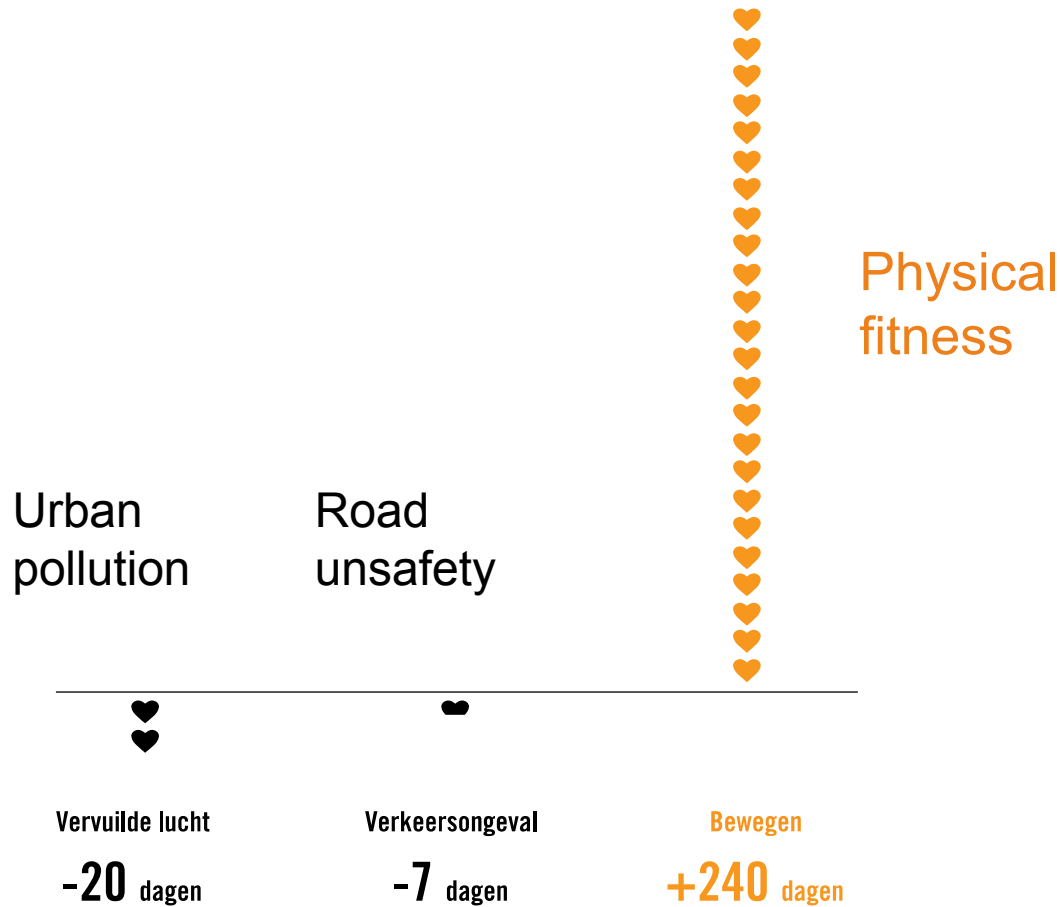 Physical
fitness
Urban
pollution
Road
unsafety
Vervuilde lucht
-20 dagen
Verkeersongeval
-7 dagen
Bewegen
+240 dagen